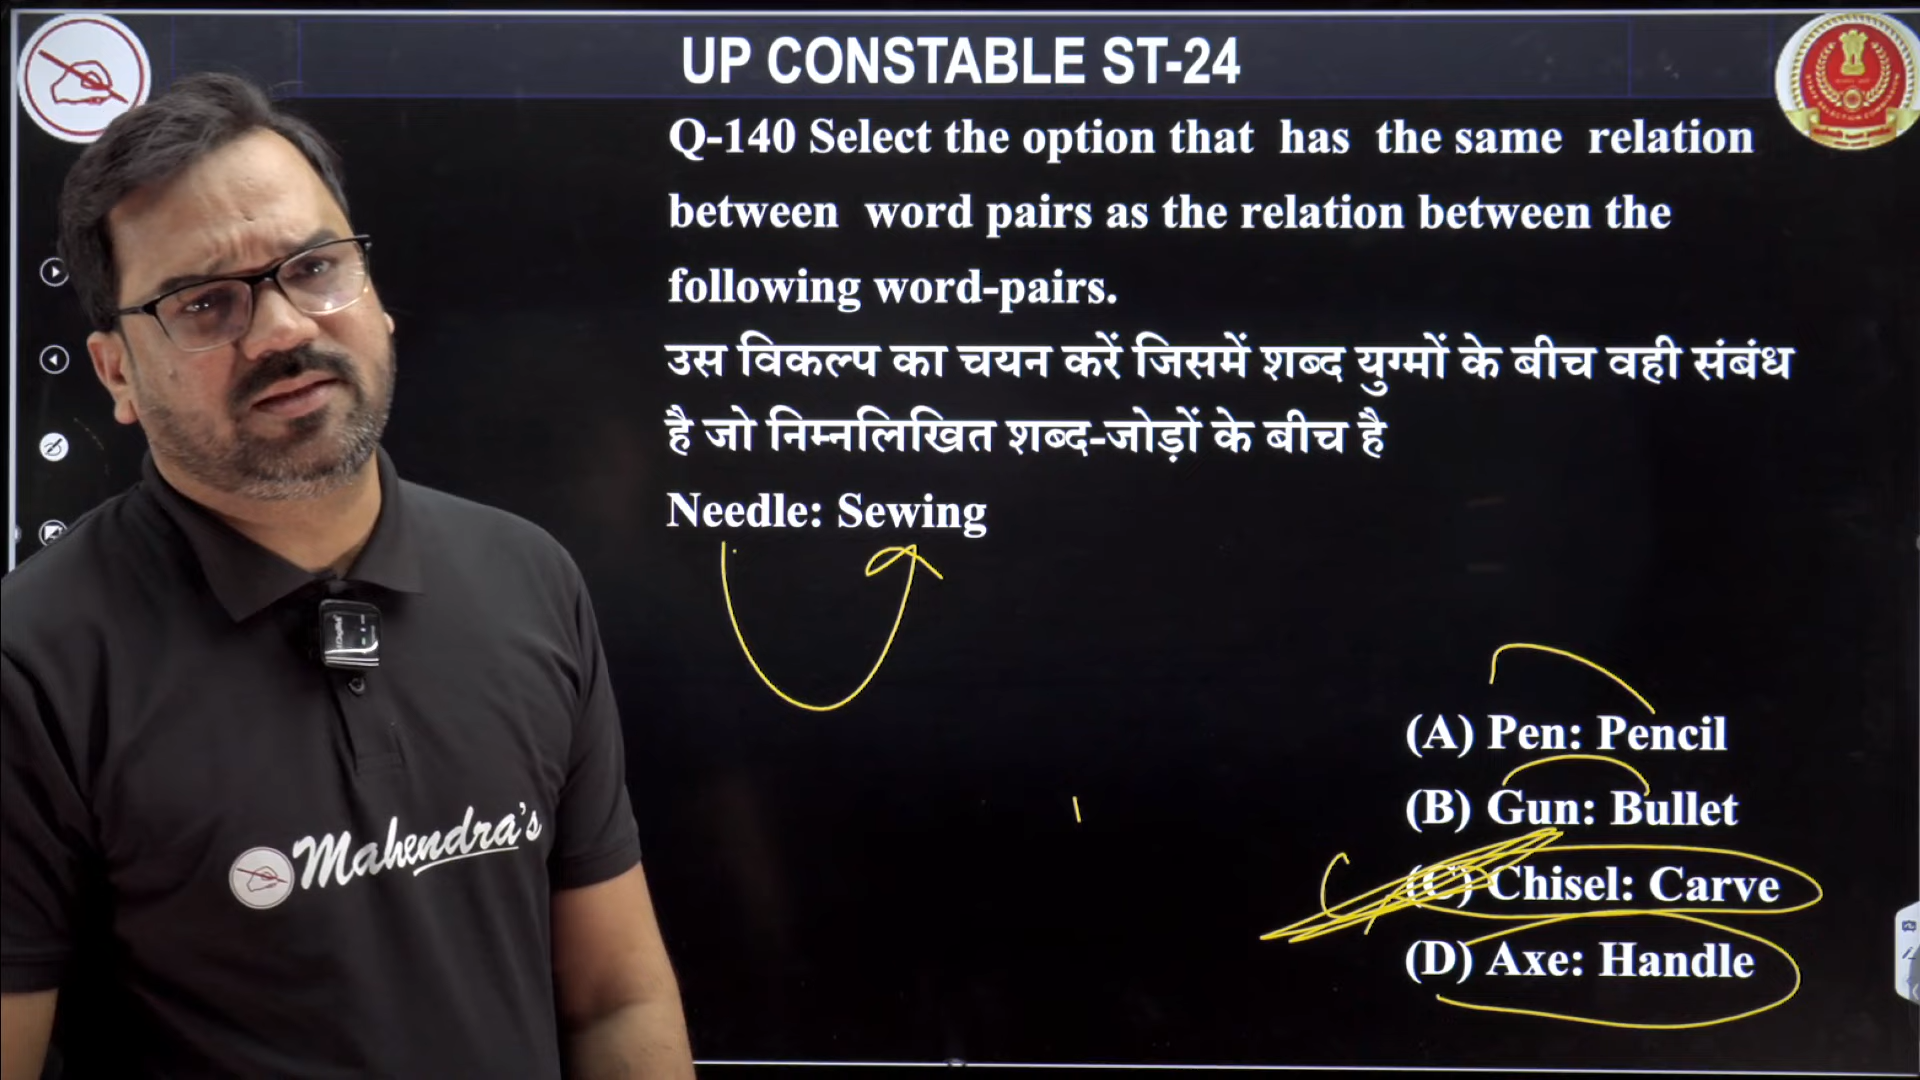 UP CONSTABLE ST-24
Q-140 Select the option that has the same relation
between word pairs as the relation between the
following word-pairs.
उस विकल्प का चयन करें जिसमें शब्द युग्मों के बीच वही संबंध
है जो निम्नलिखित शब्द-जोड़ों के बीच है
Needle: Sewing
(A) Pen: Pencil
(B) Gun: Bullet
(C) Chisel: Carve
(D) Axe: Handle
Mahendra's